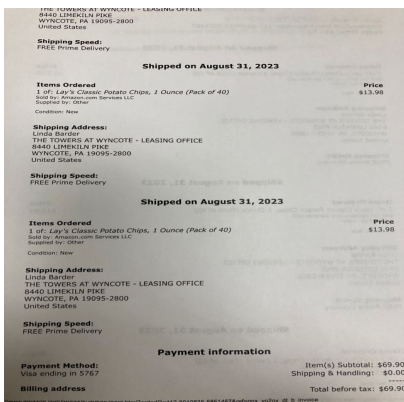 THE TOWERS AT WYNCOTE - LEASING OFFICE
8440 LIMEKILN PIKE
WYNCOTE, PA 19095-2800
United States
Shipping Speed:
FREE Prime Delivery
Shipped on August 31, 2023
Items Ordered Price
1 of: Lay's Classic Potato Chips, 1 Ounce (Pack of 40) $13.98
Sold by: Amazon.com Services LLC
Supplied by: Other
Condition: New
Shipping Address:
Linda Barder
THE TOWERS AT WYNCOTE - LEASING OFFICE
8440 LIMEKILN PIKE
WYNCOTE, PA 19095-2800
United States
Shipping Speed:
FREE Prime Delivery
Shipped on August 31, 2023
Items Ordered Price
1 of: Lay's Classic Potato Chips, 1 Ounce (Pack of 40) $13.98
Sold by: Amazon.com Services LLC
Supplied by: Other
Condition: New
Shipping Address:
Linda Barder
THE TOWERS AT WYNCOTE - LEASING OFFICE
8440 LIMEKILN PIKE
WYNCOTE, PA 19095-2800
United States
Shipping Speed:
FREE Prime Delivery
Payment information
Payment Method: Item(s) Subtotal: $69.90
Visa ending in 5767 Shipping & Handling: $0.00
-----
Billing address Total before tax: $69.90